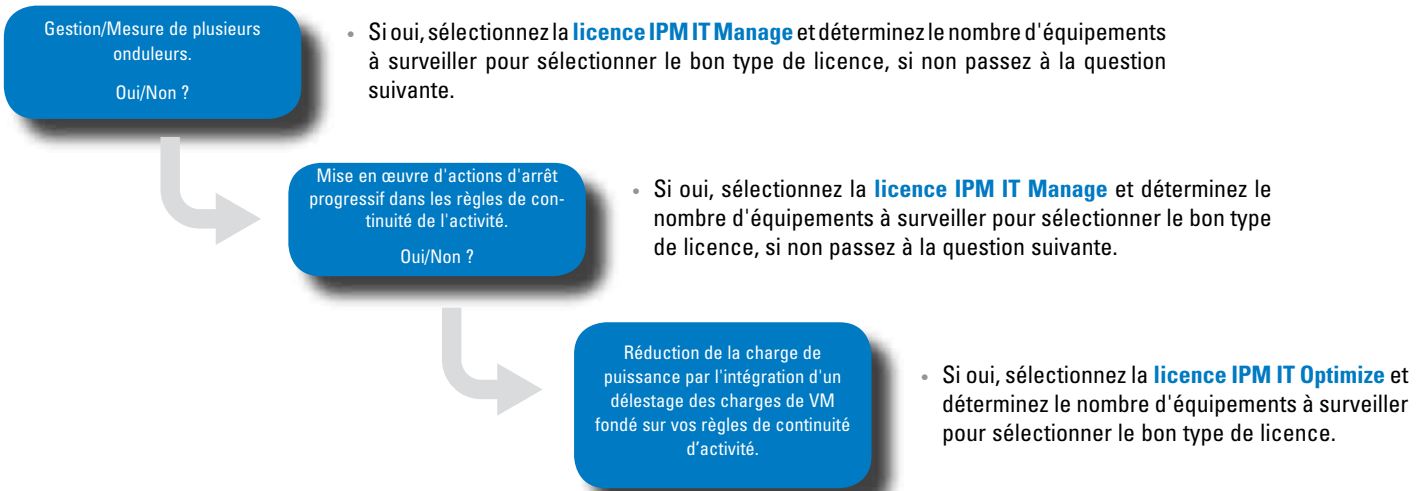 Gestion/Mesure de plusieurs
onduleurs.
Oui/Non ?
• Si oui, sélectionnez la licence IPM IT Manage et déterminez le nombre d'équipements
à surveiller pour sélectionner le bon type de licence, si non passez à la question
suivante.
Mise en œuvre d'actions d'arrêt
progressif dans les règles de con-
tinuité de l'activité.
Oui/Non ?
• Si oui, sélectionnez la licence IPM IT Manage et déterminez le
nombre d'équipements à surveiller pour sélectionner le bon type
de licence, si non passez à la question suivante.
Réduction de la charge de
puissance par l'intégration d'un
délestage des charges de VM
fondé sur vos règles de continuité
d’activité.
• Si oui, sélectionnez la licence IPM IT Optimize et
déterminez le nombre d'équipements à surveiller
pour sélectionner le bon type de licence.